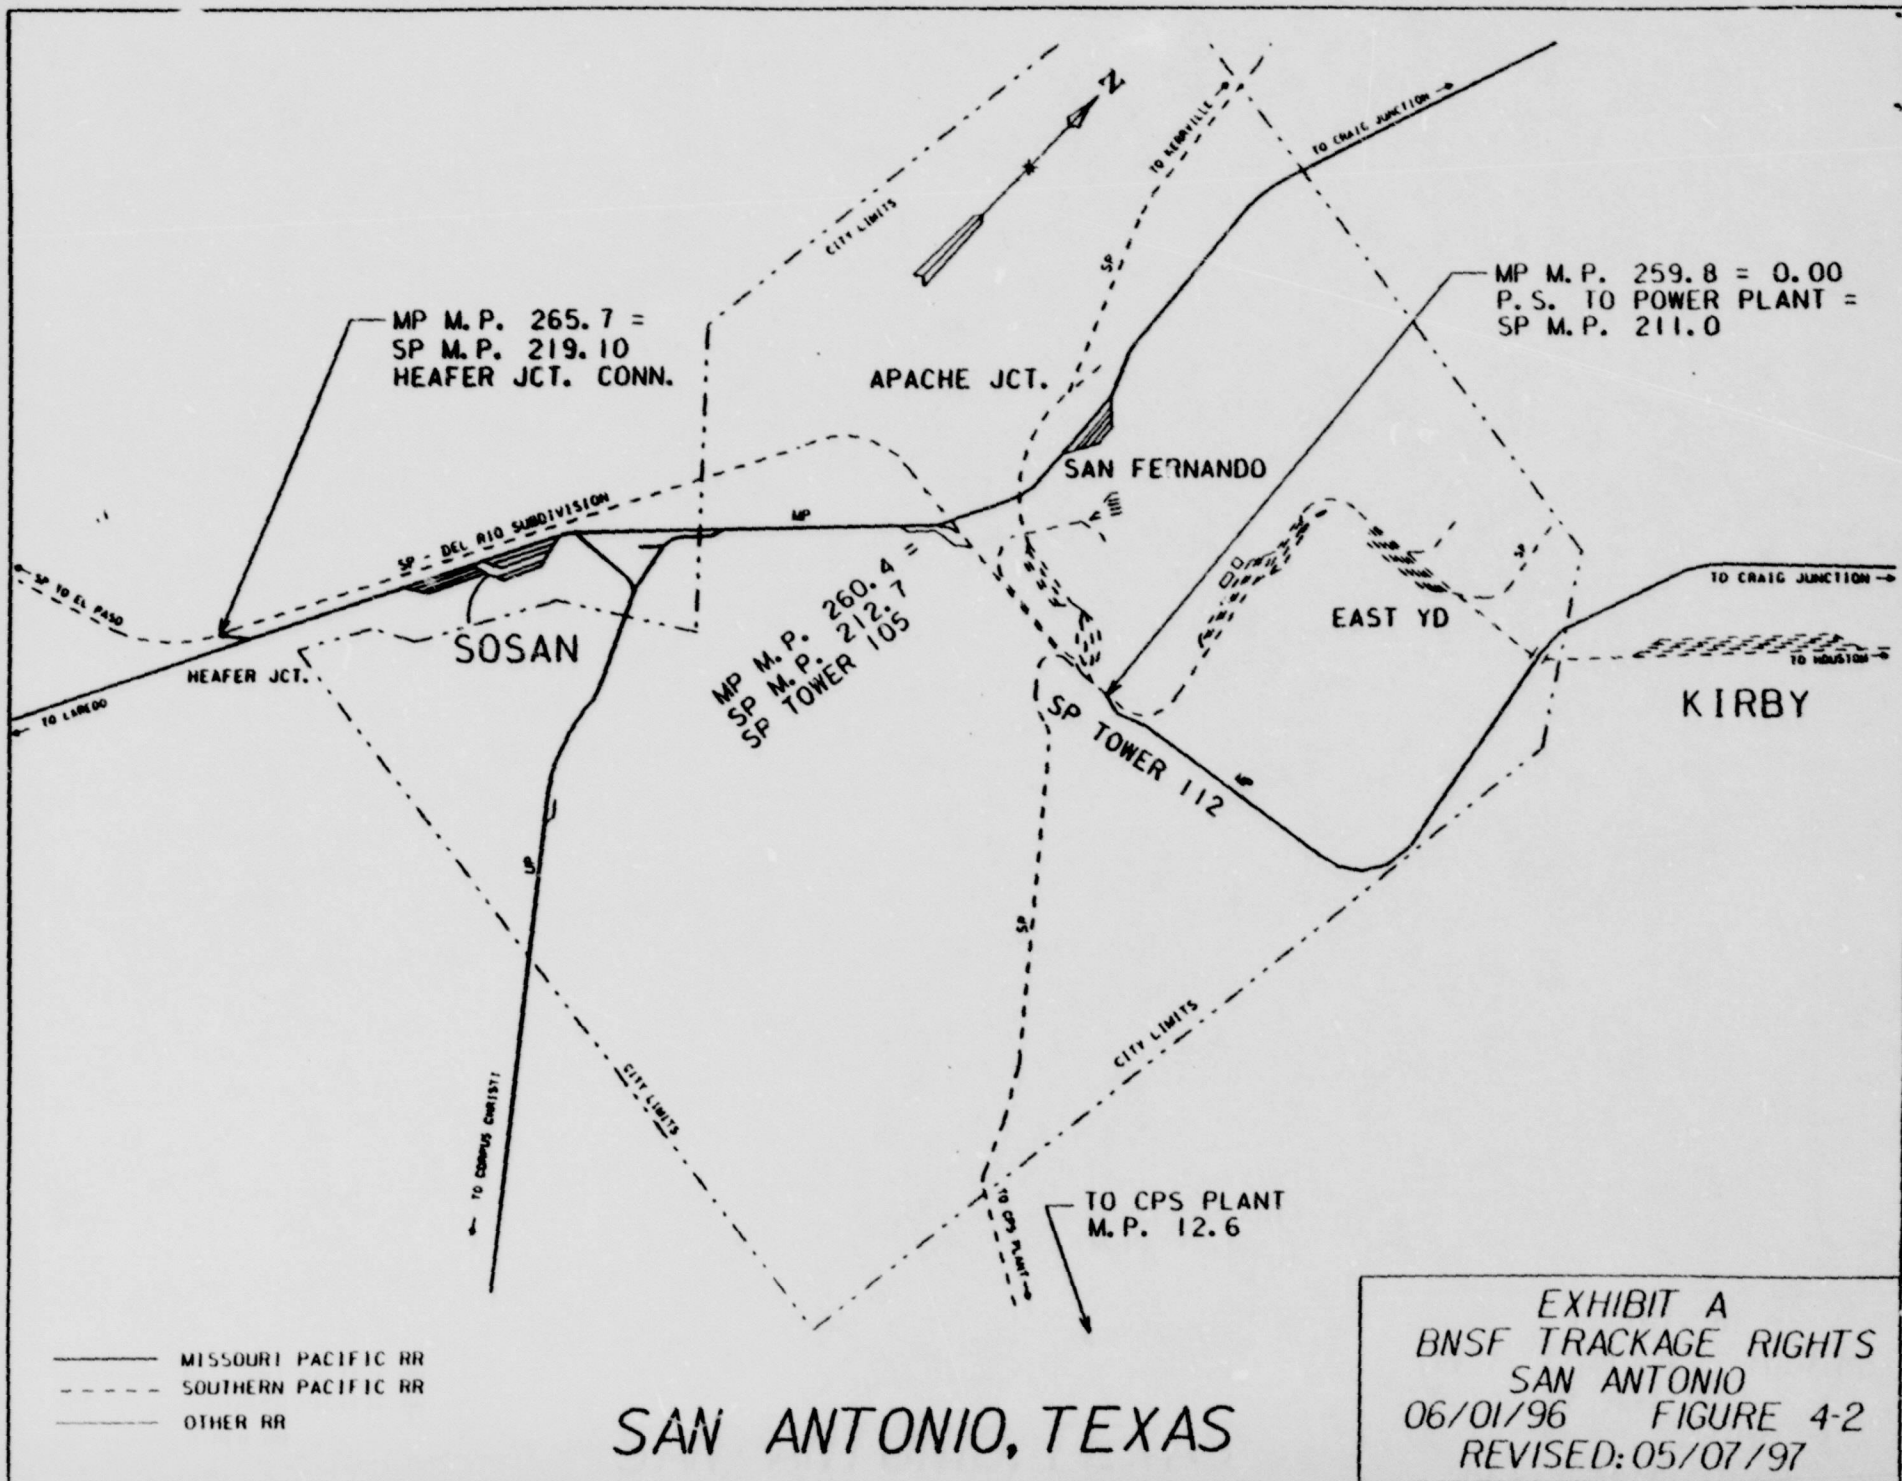 N
TO KERRVILLE
TO CRAIG JUNCTION
CITY LIMITS
SP
MP M.P. 259.8 = 0.00
P.S. TO POWER PLANT =
SP M.P. 211.0
MP M.P. 265.7 =
SP M.P. 219.10
HEAFER JCT. CONN.
APACHE JCT.
SAN FERNANDO
SP - DEL RIO SUBDIVISION
MP
SP TO EL PASO
SP
TO CRAIG JUNCTION
EAST YD
SOSAN
MP M.P. 260.4 =
SP M.P. 212.7
SP TOWER 105
HEAFER JCT.
TO HOUSTON
KIRBY
TO LAREDO
SP TOWER 112
MP
SP
CITY LIMITS
CITY LIMITS
TO CORPUS CHRISTI
TO CPS PLANT
TO CPS PLANT
M.P. 12.6
MISSOURI PACIFIC RR
SOUTHERN PACIFIC RR
OTHER RR
SAN ANTONIO, TEXAS
EXHIBIT A
BNSF TRACKAGE RIGHTS
SAN ANTONIO
06/01/96 FIGURE 4-2
REVISED: 05/07/97